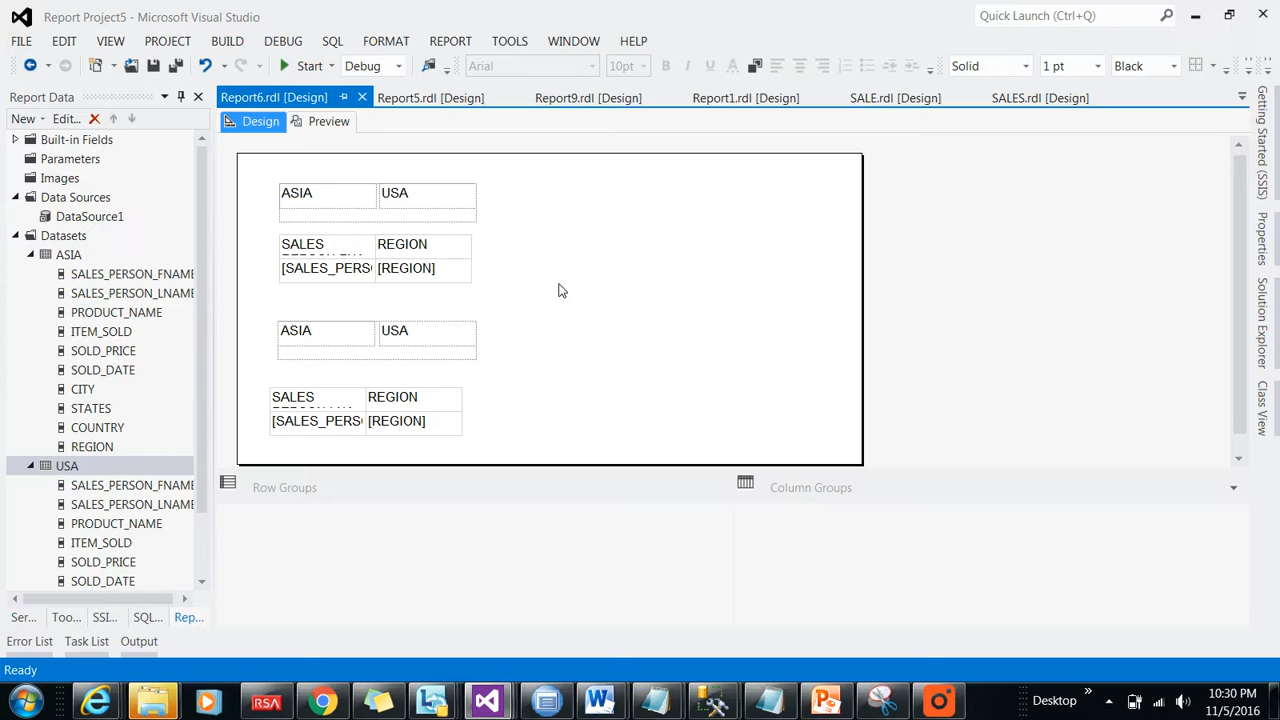 Report Project5 - Microsoft Visual Studio
Quick Launch (Ctrl+Q)
FILE EDIT VIEW PROJECT BUILD DEBUG SQL FORMAT REPORT TOOLS WINDOW HELP
Start Debug Arial 10pt B I U A Solid 1 pt Black
Report Data
Report6.rdl [Design] Report5.rdl [Design] Report9.rdl [Design] Report1.rdl [Design] SALE.rdl [Design] SALES.rdl [Design]
New Edit...
Design Preview
Built-in Fields
Parameters
Images
Data Sources
DataSource1
Datasets
ASIA
SALES_PERSON_FNAME
SALES_PERSON_LNAME
PRODUCT_NAME
ITEM_SOLD
SOLD_PRICE
SOLD_DATE
CITY
STATES
COUNTRY
REGION
USA
SALES_PERSON_FNAME
SALES_PERSON_LNAME
PRODUCT_NAME
ITEM_SOLD
SOLD_PRICE
SOLD_DATE
ASIA USA
SALES REGION
[SALES_PERSO [REGION]
ASIA USA
SALES REGION
[SALES_PERSO [REGION]
Row Groups Column Groups
Getting Started (SSIS)
Properties
Solution Explorer
Class View
Ser... Too... SSI... SQL... Rep...
Error List Task List Output
Ready
RSA
Desktop
10:30 PM
11/5/2016